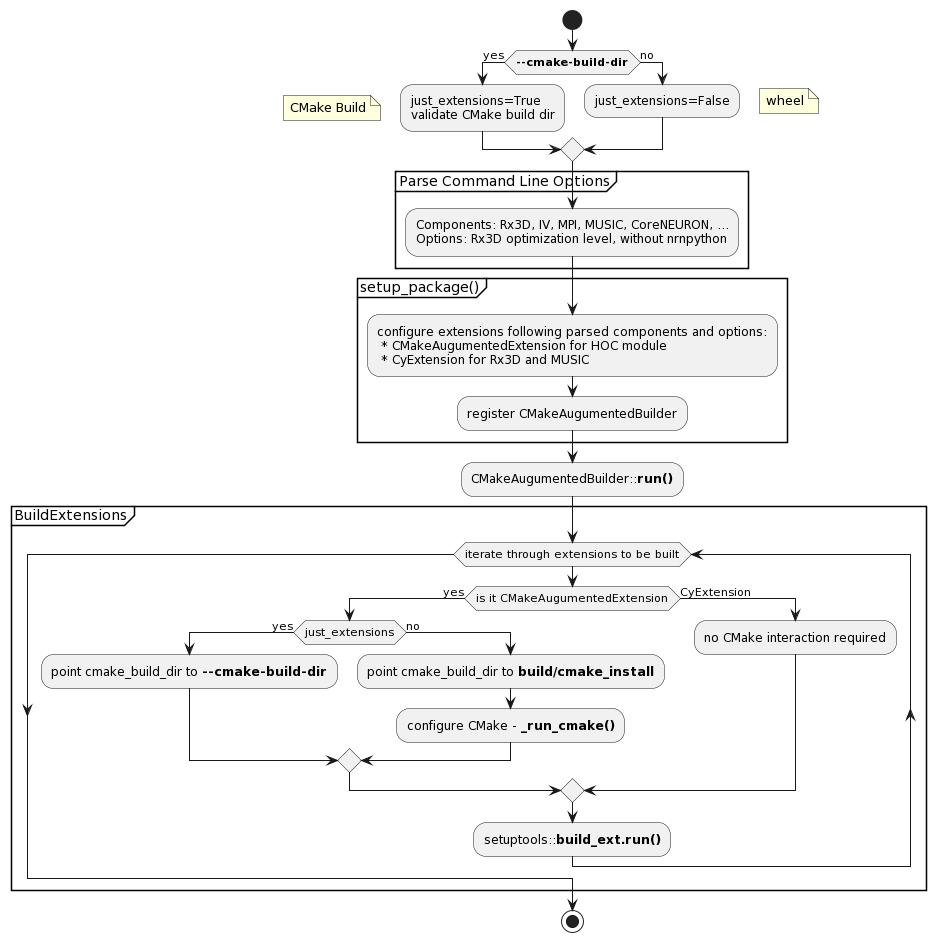 yes
--cmake-build-dir
no
CMake Build
just_extensions=True
validate CMake build dir
just_extensions=False
wheel
Parse Command Line Options
Components: Rx3D, IV, MPI, MUSIC, CoreNEURON, ...
Options: Rx3D optimization level, without nrnpython
setup_package()
configure extensions following parsed components and options:
* CMakeAugumentedExtension for HOC module
* CyExtension for Rx3D and MUSIC
register CMakeAugumentedBuilder
CMakeAugumentedBuilder::run()
BuildExtensions
iterate through extensions to be built
yes
is it CMakeAugumentedExtension
CyExtension
yes
just_extensions
no
no CMake interaction required
point cmake_build_dir to --cmake-build-dir
point cmake_build_dir to build/cmake_install
configure CMake - _run_cmake()
setuptools::build_ext.run()